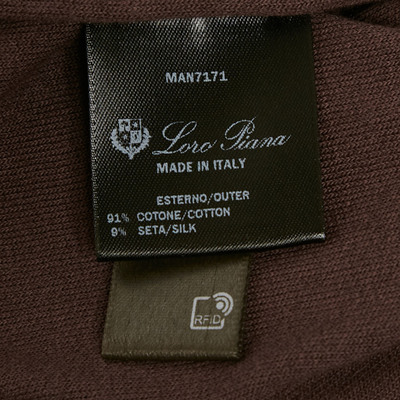 MAN7171
Loro Piana
MADE IN ITALY
ESTERNO/OUTER
91% COTONE/COTTON
9% SETA/SILK
RFID